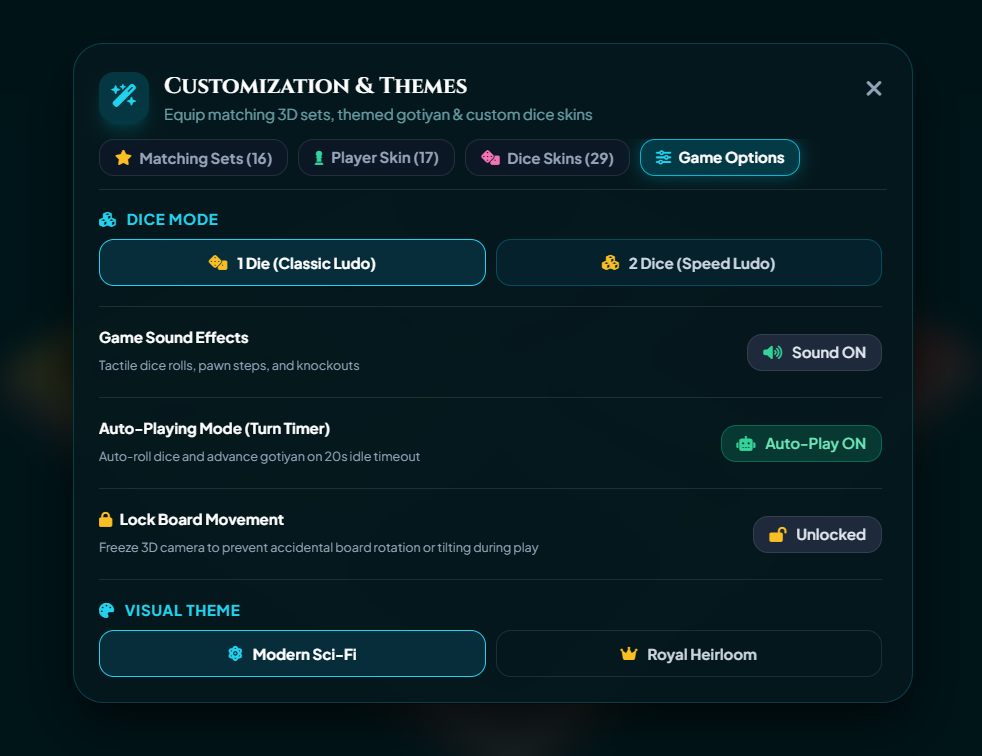 Customization & Themes
Equip matching 3D sets, themed gotiyan & custom dice skins
Matching Sets (16)
Player Skin (17)
Dice Skins (29)
Game Options
DICE MODE
1 Die (Classic Ludo)
2 Dice (Speed Ludo)
Game Sound Effects
Tactile dice rolls, pawn steps, and knockouts
Sound ON
Auto-Playing Mode (Turn Timer)
Auto-roll dice and advance gotiyan on 20s idle timeout
Auto-Play ON
Lock Board Movement
Freeze 3D camera to prevent accidental board rotation or tilting during play
Unlocked
VISUAL THEME
Modern Sci-Fi
Royal Heirloom